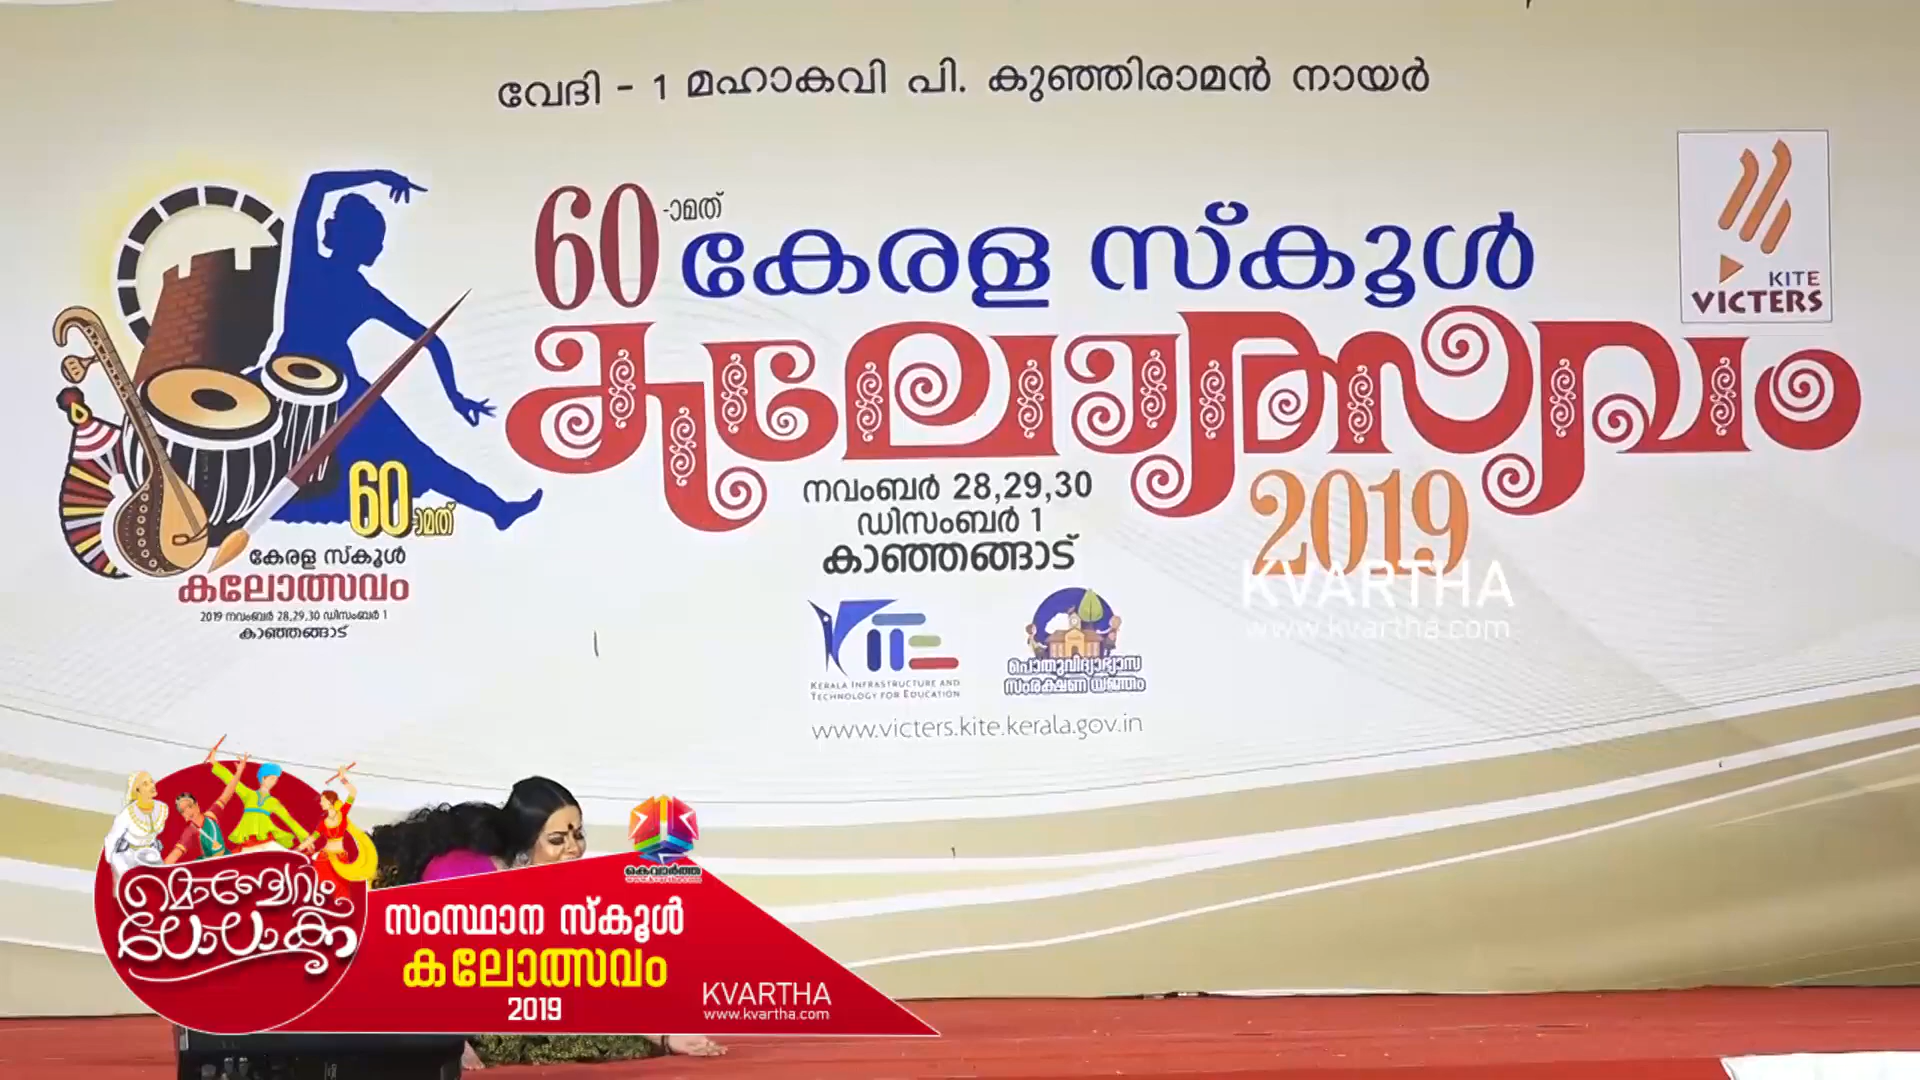 വേദി - 1 മഹാകവി പി. കുഞ്ഞിരാമൻ നായർ
60-ാമത്
കേരള സ്കൂൾ
കലോത്സവം
2019
നവംബർ 28,29,30
ഡിസംബർ 1
കാഞ്ഞങ്ങാട്
KITE
VICTERS
60-ാമത്
കേരള സ്കൂൾ
കലോത്സവം
2019 നവംബർ 28,29,30 ഡിസംബർ 1
കാഞ്ഞങ്ങാട്
KITE
KERALA INFRASTRUCTURE AND
TECHNOLOGY FOR EDUCATION
പൊതുവിദ്യാഭ്യാസ
സംരക്ഷണ യജ്ഞം
www.victers.kite.kerala.gov.in
KVARTHA
www.kvartha.com
മൊഞ്ചേറും
ലോലാക്ക്
കെവാർത്ത
സംസ്ഥാന സ്കൂൾ
കലോത്സവം
2019
KVARTHA
www.kvartha.com